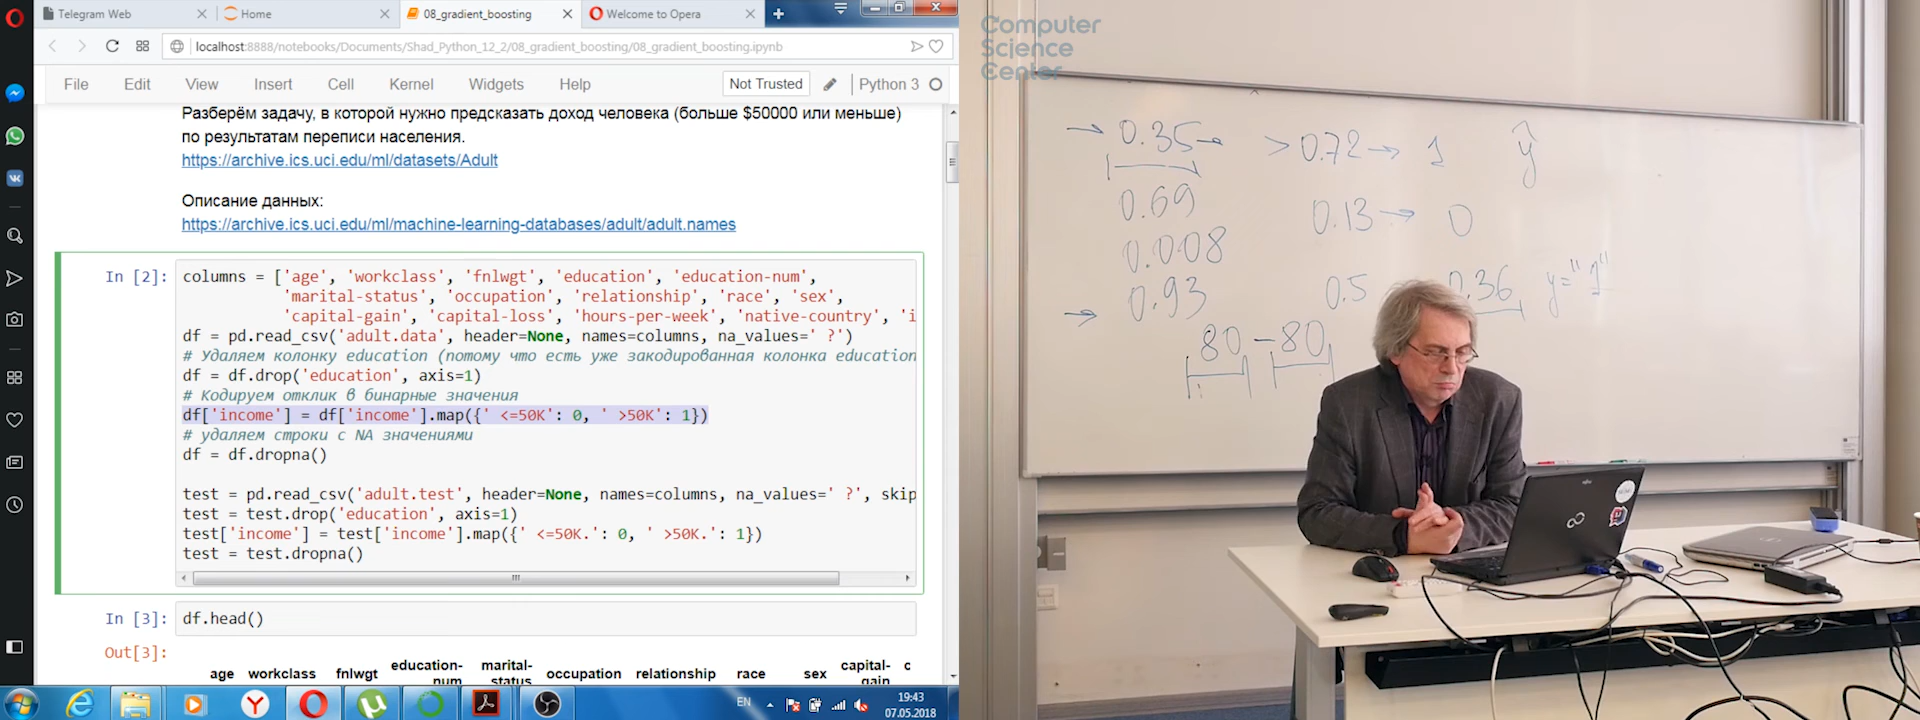 Telegram Web
Home
08_gradient_boosting
Welcome to Opera
localhost:8888/notebooks/Documents/Shad_Python_12_2/08_gradient_boosting/08_gradient_boosting.ipynb
File Edit View Insert Cell Kernel Widgets Help Not Trusted Python 3
Разберём задачу, в которой нужно предсказать доход человека (больше $50000 или меньше)
по результатам переписи населения.
https://archive.ics.uci.edu/ml/datasets/Adult
Описание данных:
https://archive.ics.uci.edu/ml/machine-learning-databases/adult/adult.names
In [2]:
columns = ['age', 'workclass', 'fnlwgt', 'education', 'education-num',
'marital-status', 'occupation', 'relationship', 'race', 'sex',
'capital-gain', 'capital-loss', 'hours-per-week', 'native-country', 'i
df = pd.read_csv('adult.data', header=None, names=columns, na_values=' ?')
# Удаляем колонку education (потому что есть уже закодированная колонка education
df = df.drop('education', axis=1)
# Кодируем отклик в бинарные значения
df['income'] = df['income'].map({' <=50K': 0, ' >50K': 1})
# удаляем строки с NA значениями
df = df.dropna()
test = pd.read_csv('adult.test', header=None, names=columns, na_values=' ?', skip
test = test.drop('education', axis=1)
test['income'] = test['income'].map({' <=50K.': 0, ' >50K.': 1})
test = test.dropna()
In [3]: df.head()
Out[3]:
age workclass fnlwgt education-num marital-status occupation relationship race sex capital-gain c
EN
19:43
07.05.2018
Computer
Science
Center
→ 0.35 → > 0.72 → 1 ŷ
0.69 0.13 → 0
0.008
→ 0.93 0.5 0.36 y="1"
80 - 80